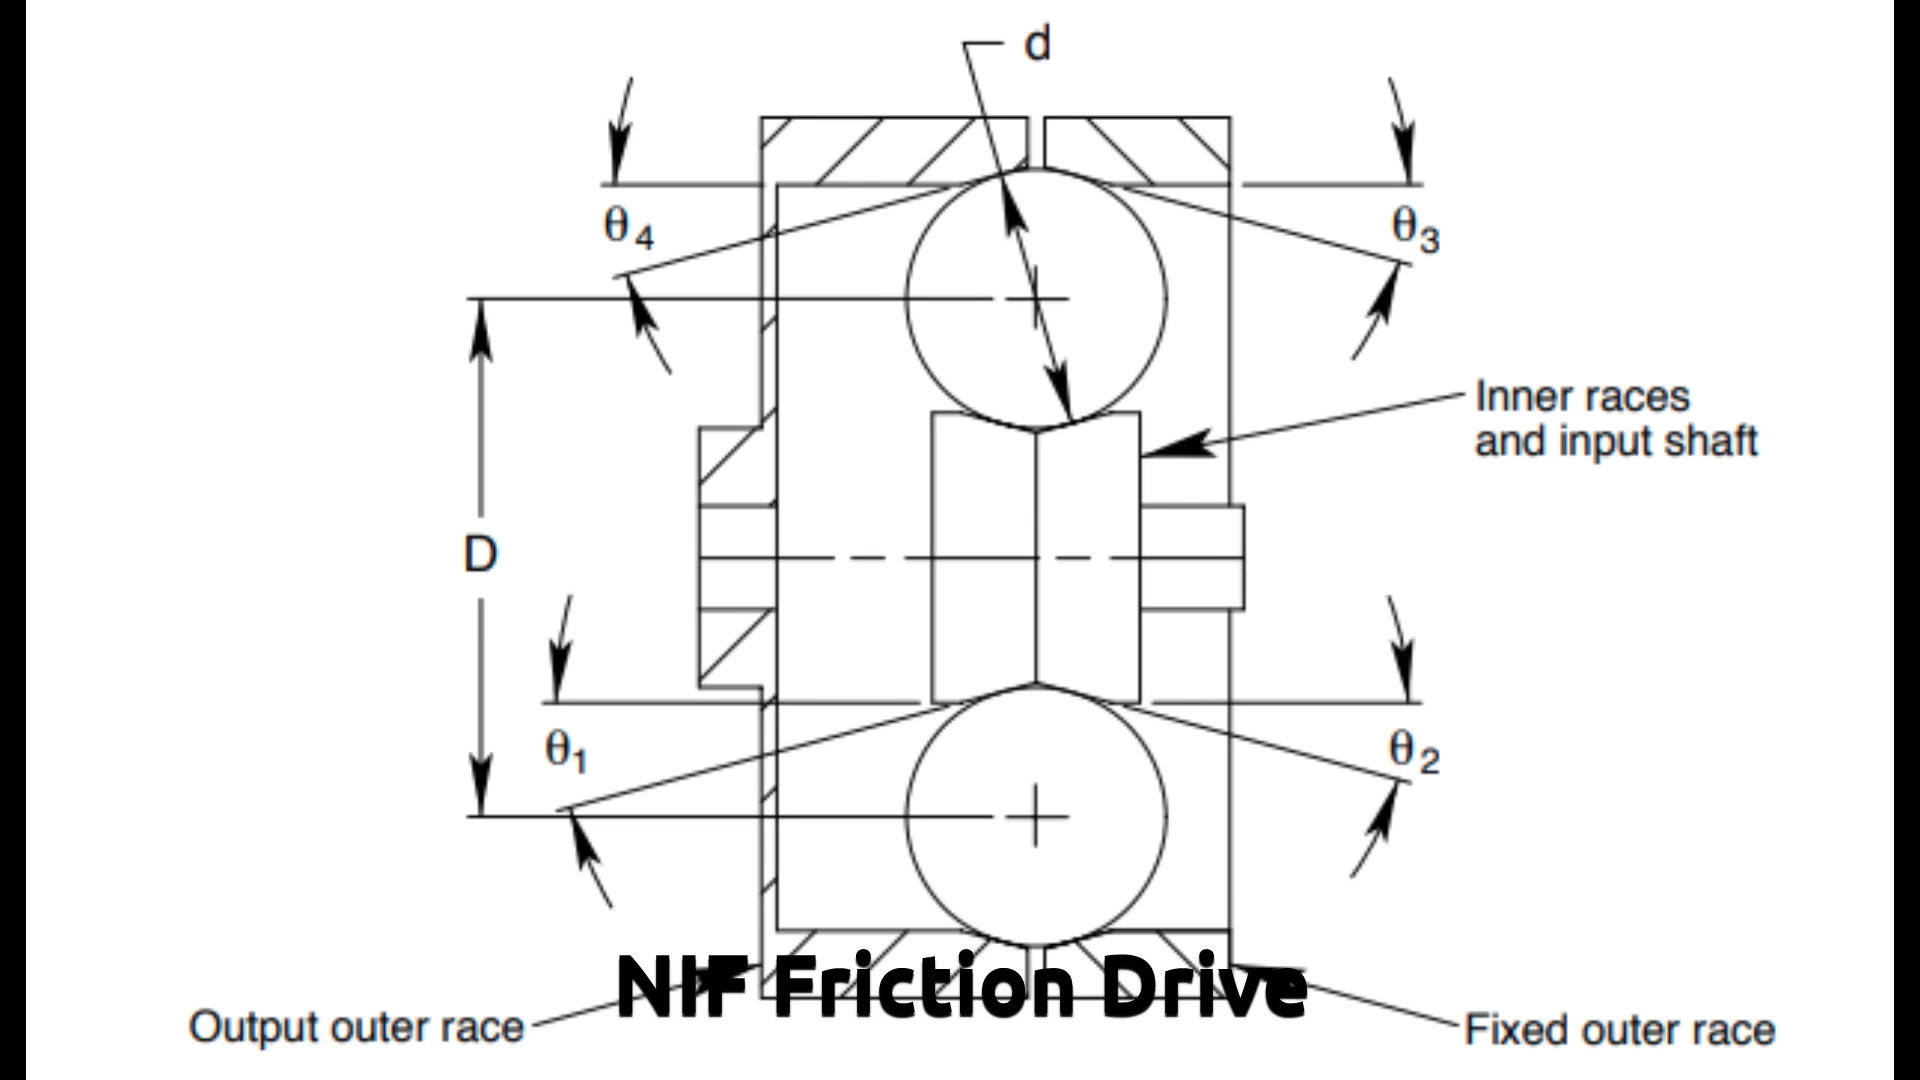 d
θ4
θ3
Inner races
and input shaft
D
θ1
θ2
NIF Friction Drive
Output outer race
Fixed outer race